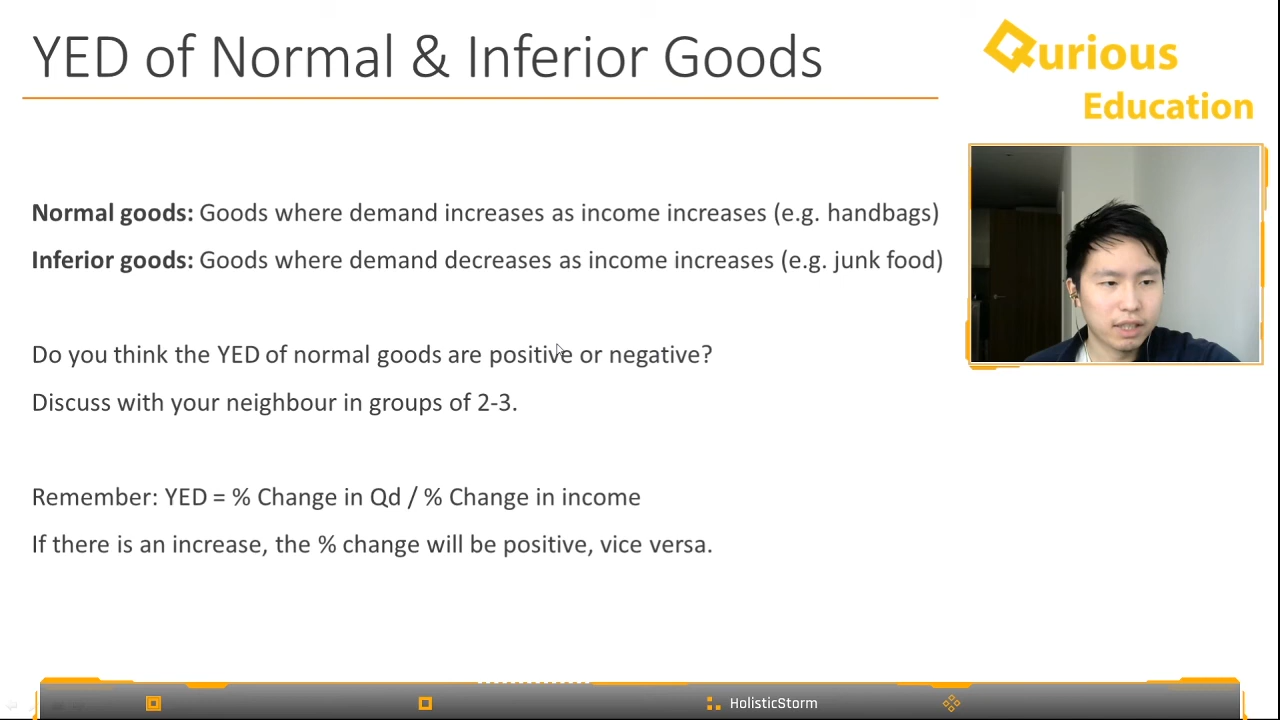 YED of Normal & Inferior Goods
Qurious
Education
Normal goods: Goods where demand increases as income increases (e.g. handbags)
Inferior goods: Goods where demand decreases as income increases (e.g. junk food)
Do you think the YED of normal goods are positive or negative?
Discuss with your neighbour in groups of 2-3.
Remember: YED = % Change in Qd / % Change in income
If there is an increase, the % change will be positive, vice versa.
HolisticStorm